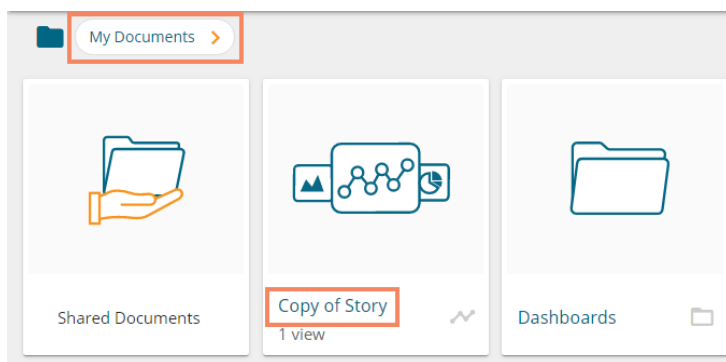 My Documents
Shared Documents
Copy of Story
1 view
Dashboards